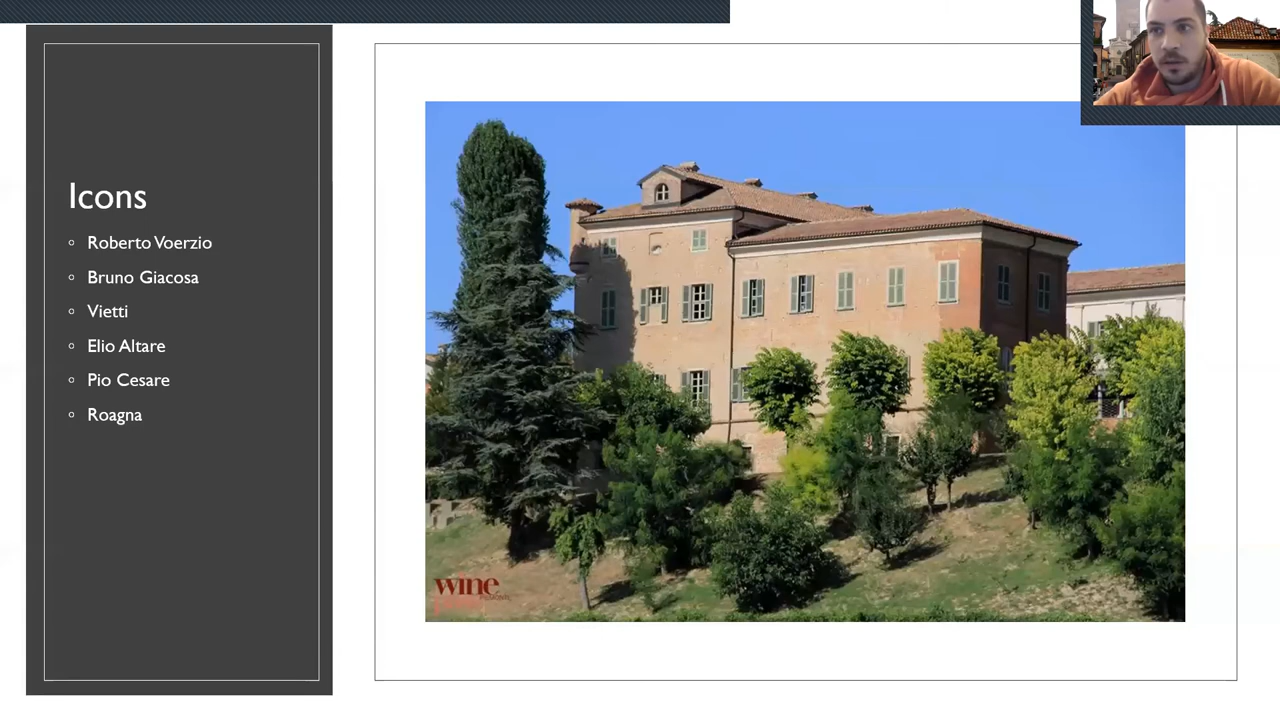 Icons
Roberto Voerzio
Bruno Giacosa
Vietti
Elio Altare
Pio Cesare
Roagna
wine